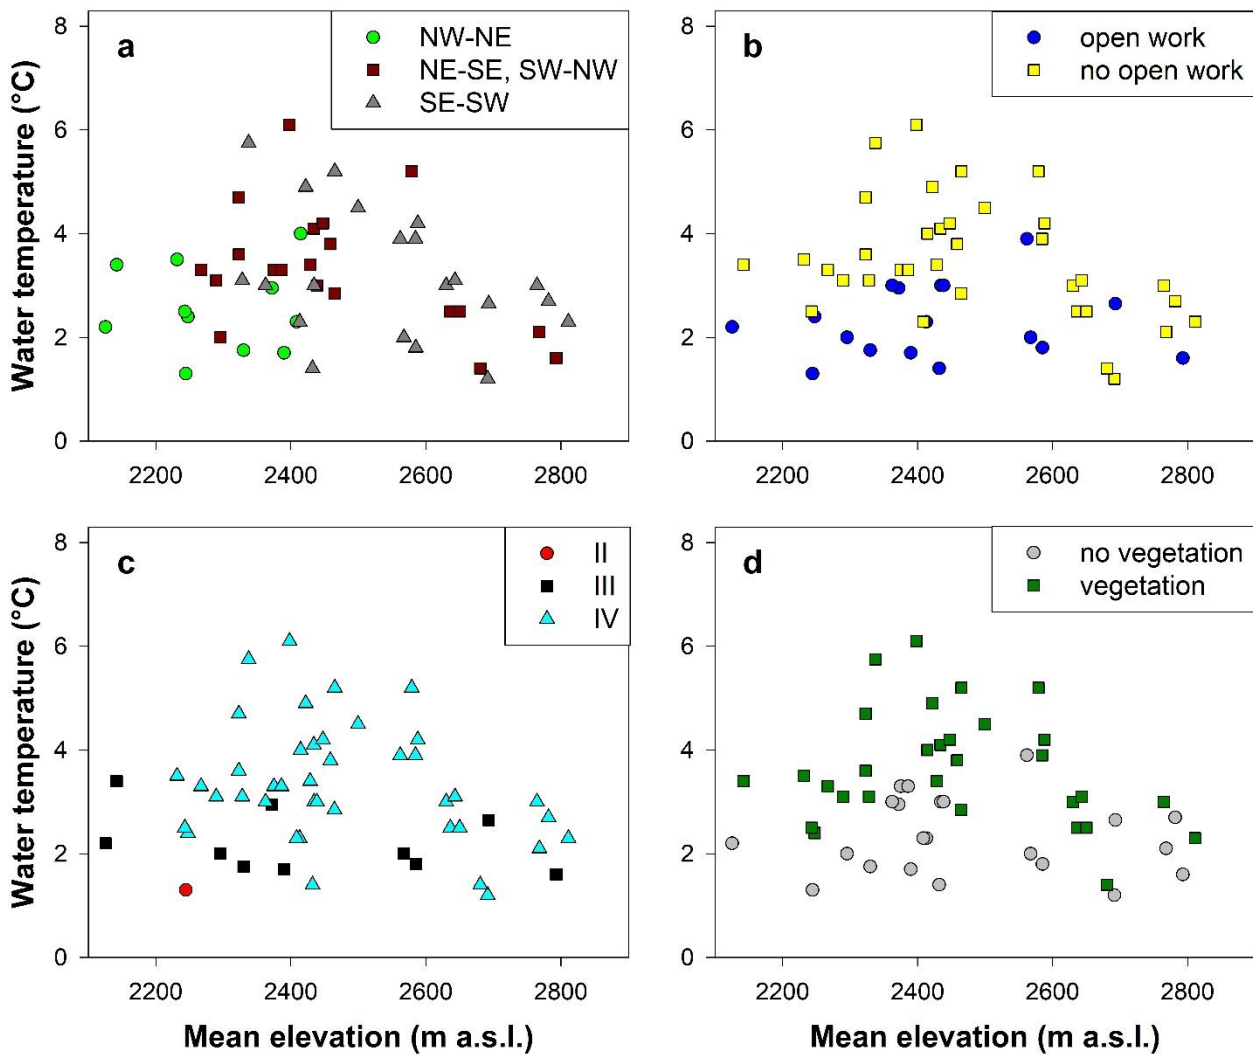 a
NW-NE
NE-SE, SW-NW
SE-SW
Water temperature (°C)
8
6
4
2
0
2200 2400 2600 2800
b
open work
no open work
8
6
4
2
0
2200 2400 2600 2800
c
II
III
IV
Water temperature (°C)
8
6
4
2
0
2200 2400 2600 2800
Mean elevation (m a.s.l.)
d
no vegetation
vegetation
8
6
4
2
0
2200 2400 2600 2800
Mean elevation (m a.s.l.)